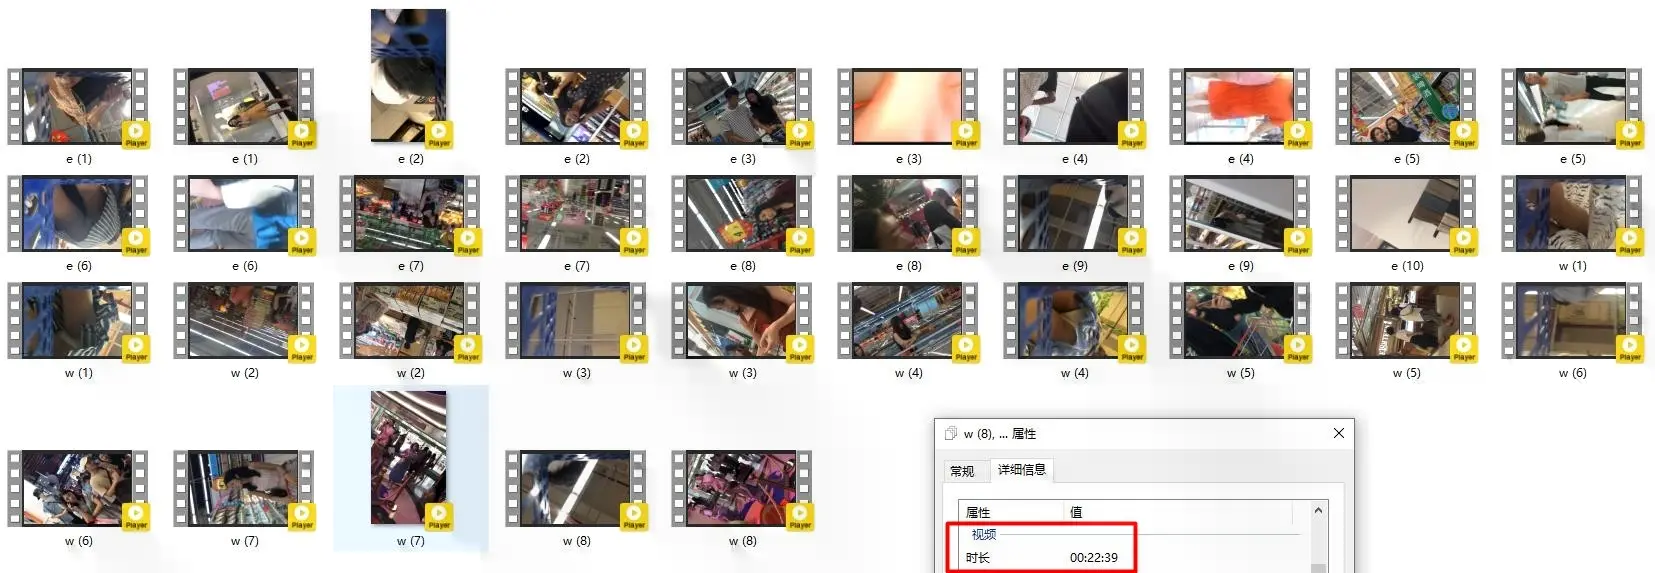 Player Player Player Player Player Player Player Player Player Player
e (1) e (1) e (2) e (2) e (3) e (3) e (4) e (4) e (5) e (5)
Player Player Player Player Player Player Player Player Player Player
e (6) e (6) e (7) e (7) e (8) e (8) e (9) e (9) e (10) w (1)
Player Player Player Player Player Player Player Player Player Player
w (1) w (2) w (2) w (3) w (3) w (4) w (4) w (5) w (5) w (6)
Player Player Player Player Player
w (6) w (7) w (7) w (8) w (8)
w (8), ... 属性
常规 详细信息
属性 值
视频
时长 00:22:39